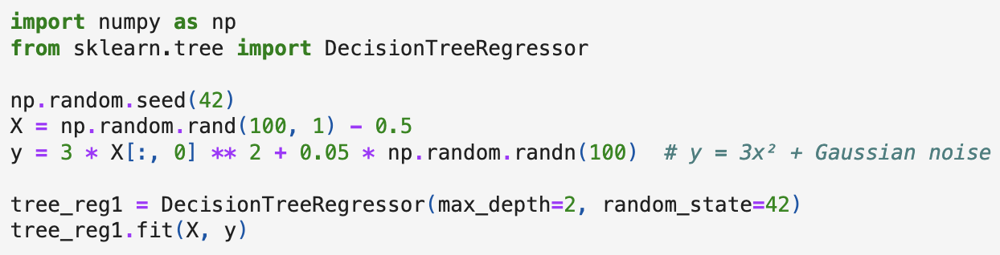 import numpy as np
from sklearn.tree import DecisionTreeRegressor
np.random.seed(42)
X = np.random.rand(100, 1) - 0.5
y = 3 * X[:, 0] ** 2 + 0.05 * np.random.randn(100)  # y = 3x² + Gaussian noise
tree_reg1 = DecisionTreeRegressor(max_depth=2, random_state=42)
tree_reg1.fit(X, y)